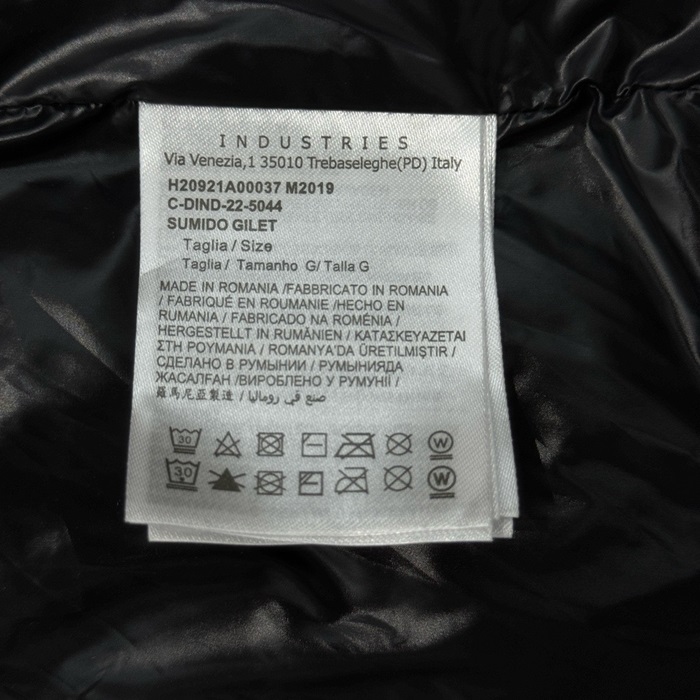 INDUSTRIES
Via Venezia,1 35010 Trebaseleghe(PD) Italy
H20921A00037 M2019
C-DIND-22-5044
SUMIDO GILET
Taglia / Size
Taglia / Tamanho G/ Talla G
MADE IN ROMANIA /FABBRICATO IN ROMANIA
/ FABRIQUÉ EN ROUMANIE /HECHO EN
RUMANIA / FABRICADO NA ROMÉNIA /
HERGESTELLT IN RUMÄNIEN / ΚΑΤΑΣΚΕΥΑΖΕΤΑΙ
ΣΤΗ ΡΟΥΜΑΝΙΑ / ROMANYA'DA ÜRETILMIŞTIR /
СДЕЛАНО В РУМЫНИИ / РУМЫНИЯДА
ЖАСАЛҒАН /ВИРОБЛЕНО У РУМУНІЇ /
羅馬尼亞製造 / صنع في رومانيا
30 W
30 W